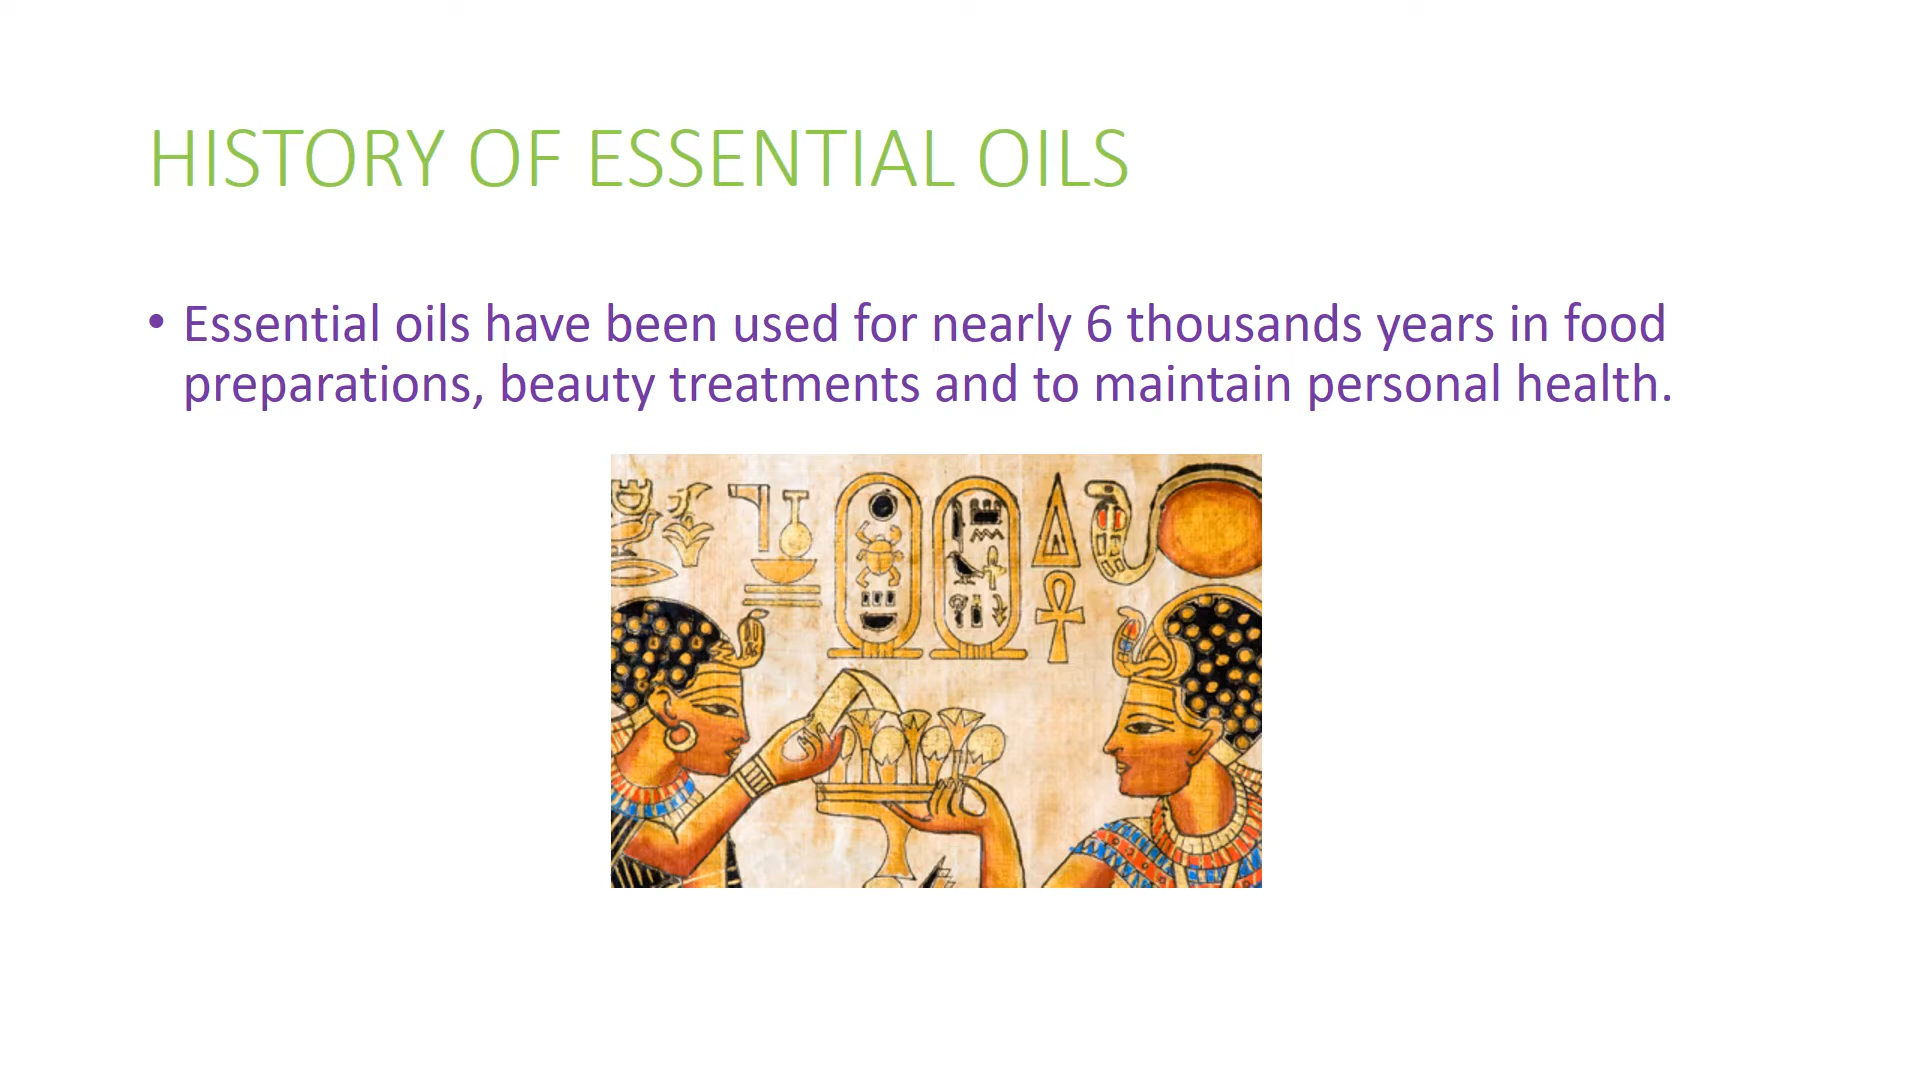 HISTORY OF ESSENTIAL OILS
• Essential oils have been used for nearly 6 thousands years in food
preparations, beauty treatments and to maintain personal health.